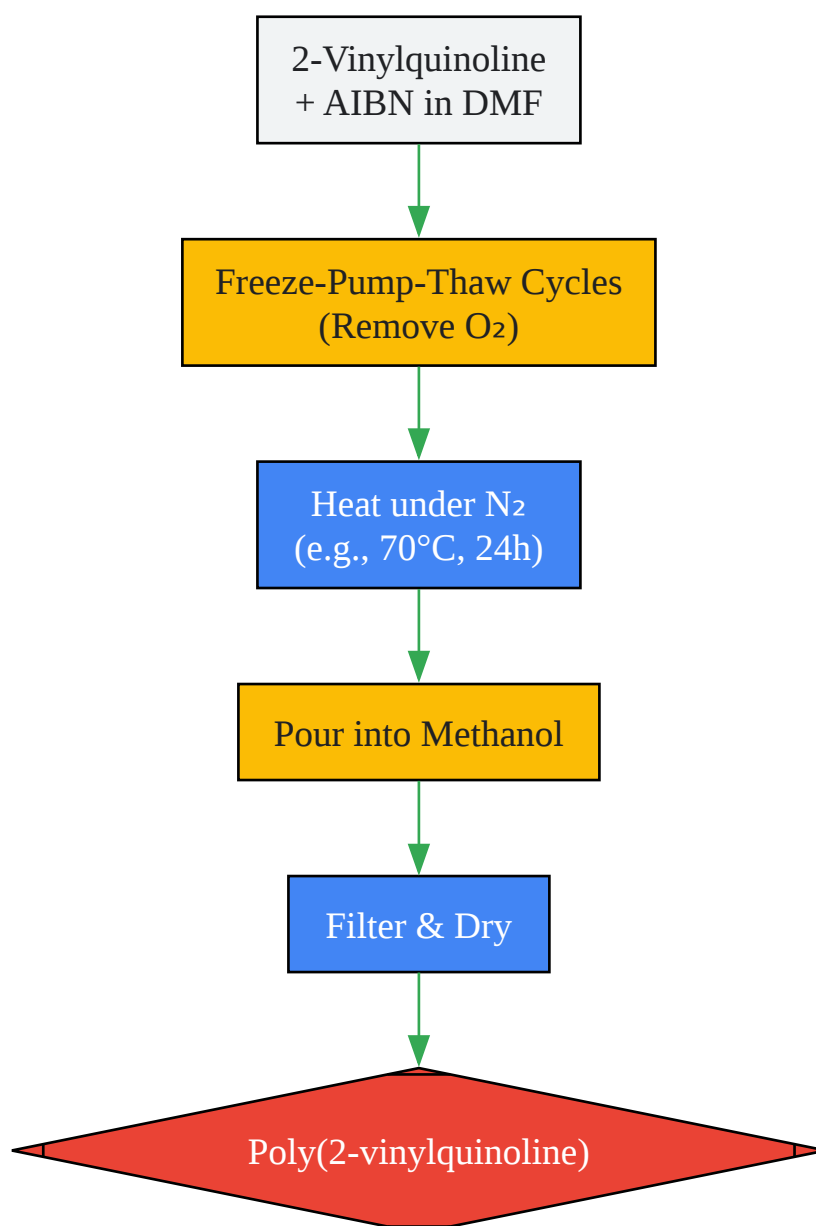 2-Vinylquinoline
+ AIBN in DMF
Freeze-Pump-Thaw Cycles
(Remove O₂)
Heat under N₂
(e.g., 70°C, 24h)
Pour into Methanol
Filter & Dry
Poly(2-vinylquinoline)